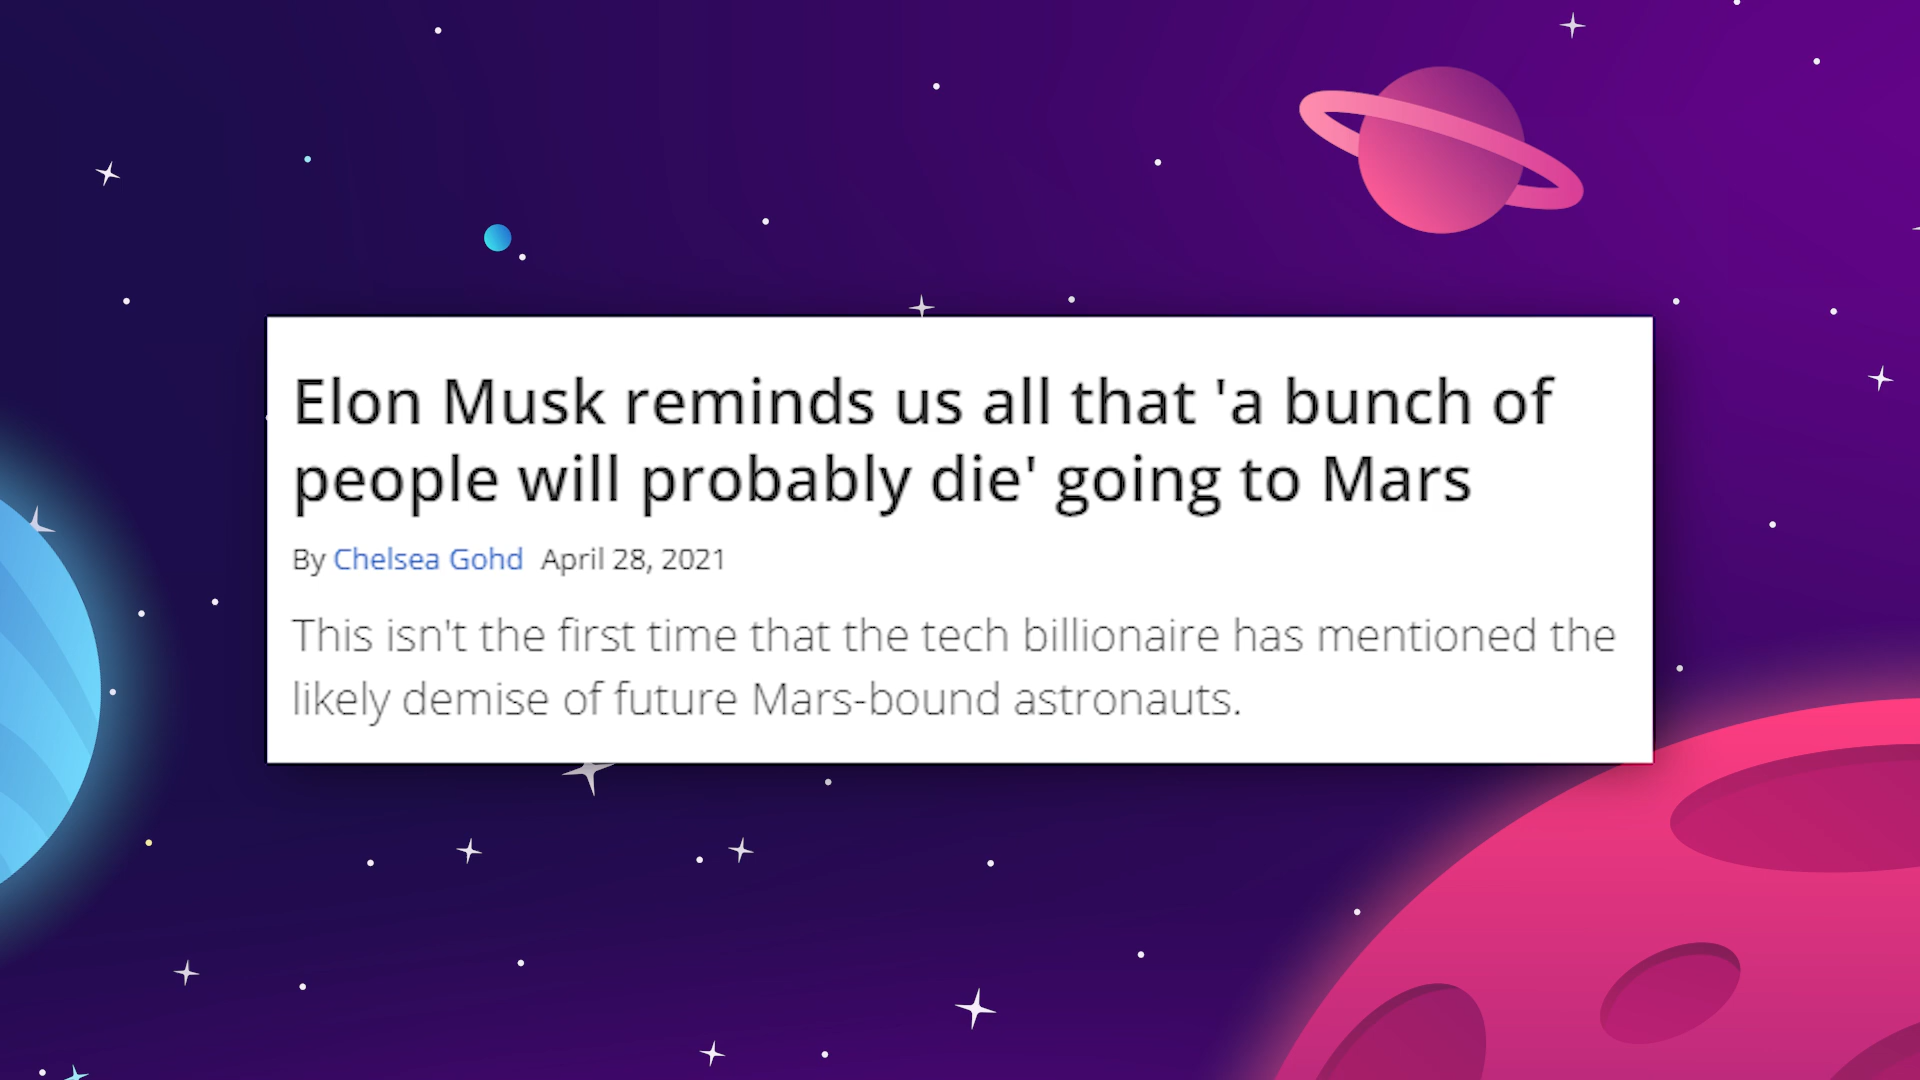 Elon Musk reminds us all that 'a bunch of
people will probably die' going to Mars
By Chelsea Gohd April 28, 2021
This isn't the first time that the tech billionaire has mentioned the
likely demise of future Mars-bound astronauts.